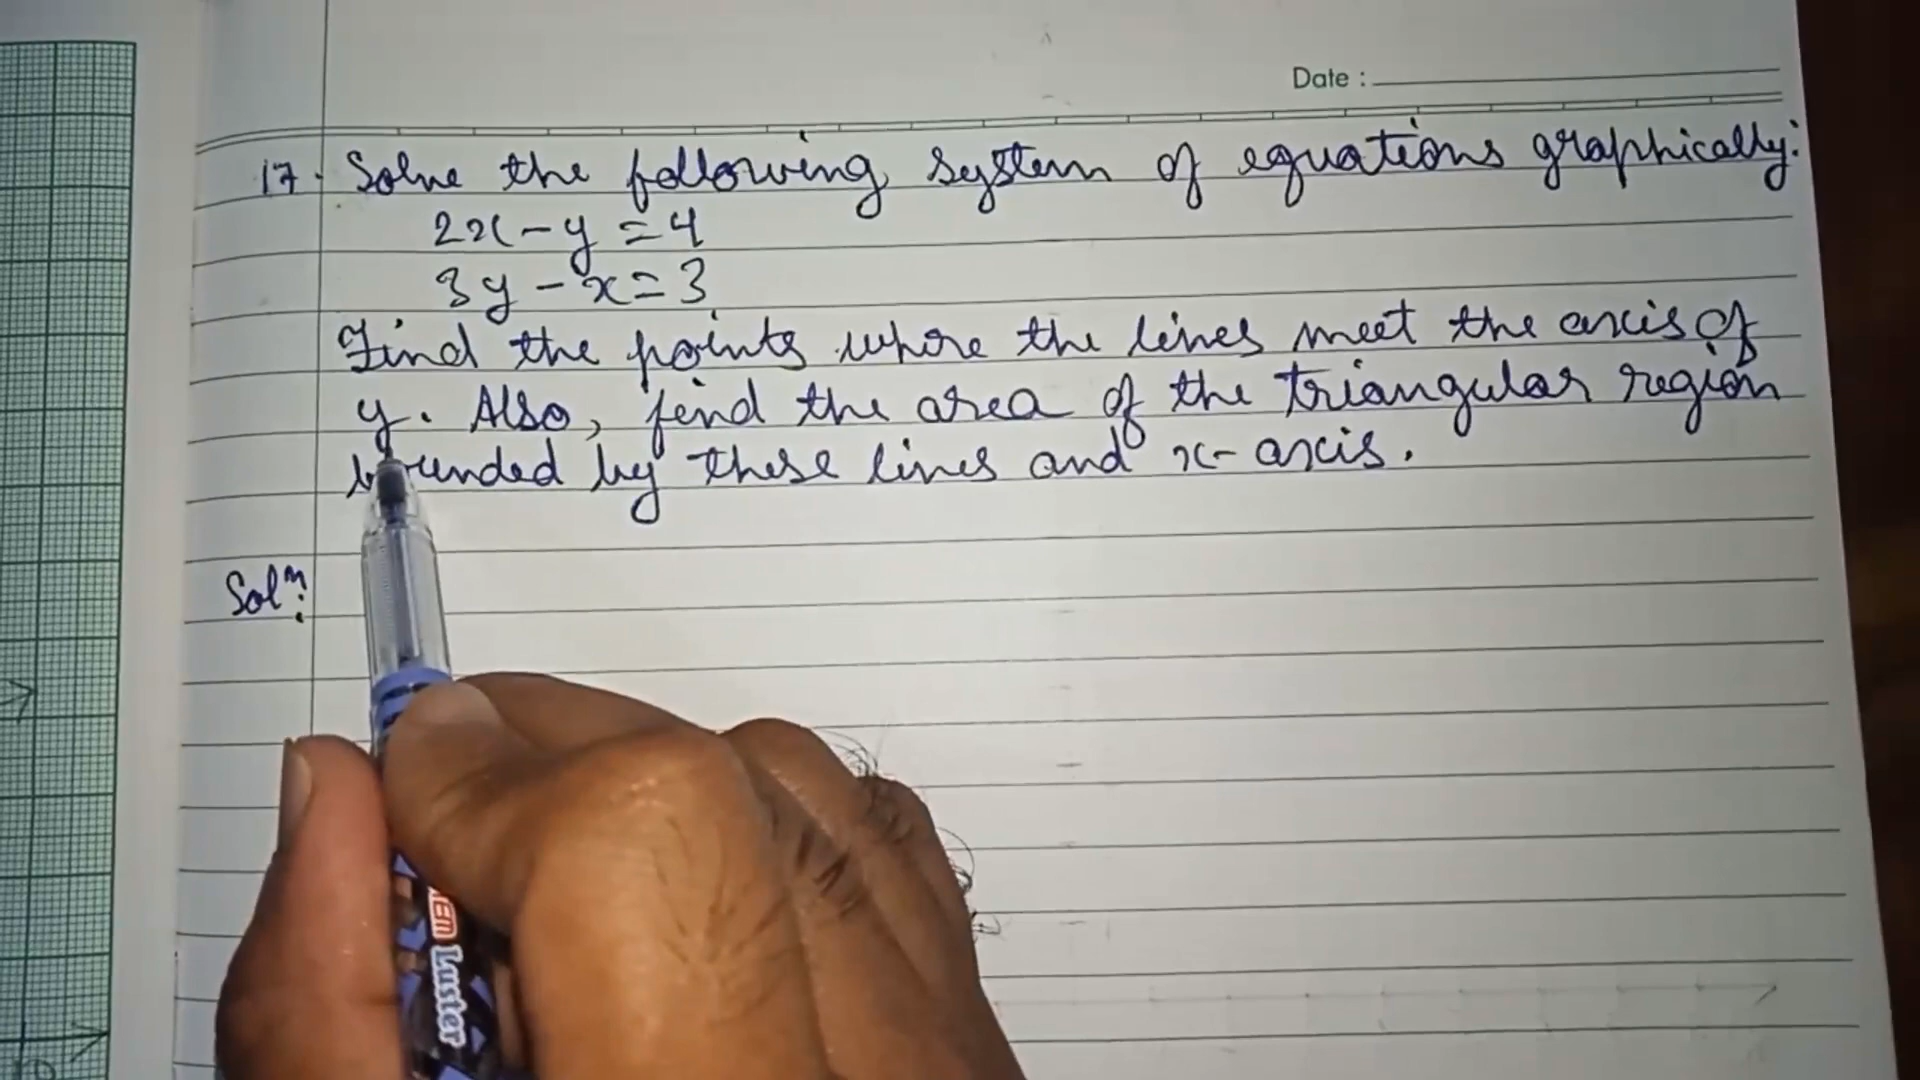 Date :
17. Solve the following system of equations graphically:
2x - y = 4
3y - x = 3
Find the points where the lines meet the axis of
y. Also, find the area of the triangular region
bounded by these lines and x-axis.
Solⁿ:
Luster